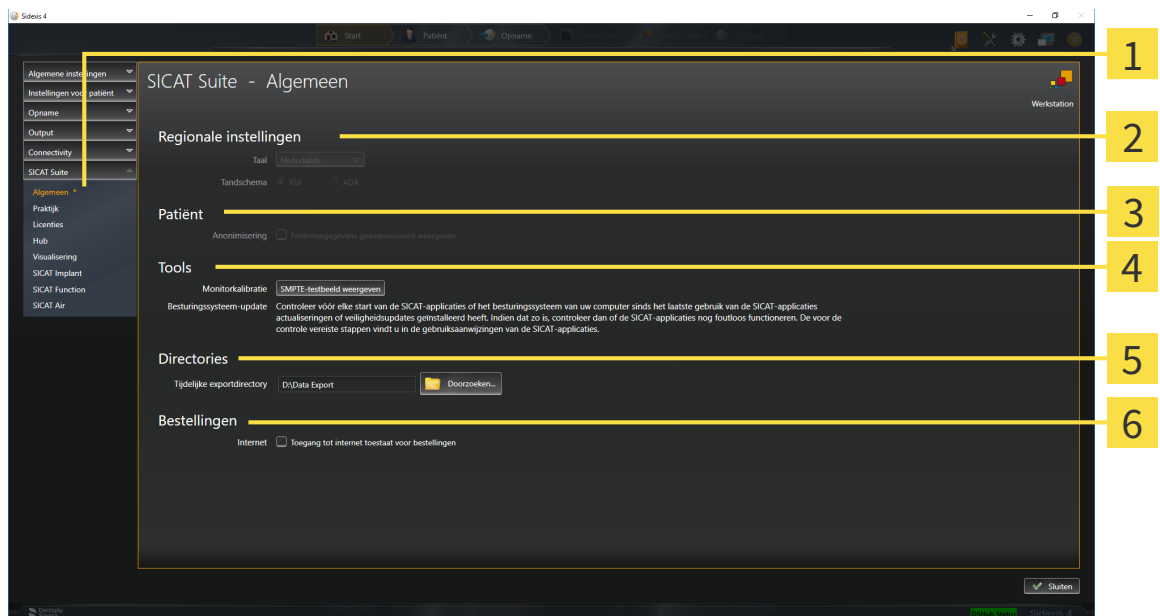 Sidexis 4
Start
Patiënt
Opname
1
Algemene instellingen
Instellingen voor patiënt
Opname
Output
Connectivity
SICAT Suite
Algemeen *
Praktijk
Licenties
Hub
Visualisering
SICAT Implant
SICAT Function
SICAT Air
SICAT Suite - Algemeen
Werkstation
Regionale instellingen
2
Taal Nederlands
Tandschema FDI ADA
Patiënt
3
Anonimisering Patiëntengegevens geanonimiseerd weergeven
Tools
4
Monitorkalibratie SMPTE-testbeeld weergeven
Besturingssysteem-update Controleer vóór elke start van de SICAT-applicaties of het besturingssysteem van uw computer sinds het laatste gebruik van de SICAT-applicaties
actualiseringen of veiligheidsupdates geïnstalleerd heeft. Indien dat zo is, controleer dan of de SICAT-applicaties nog foutloos functioneren. De voor de
controle vereiste stappen vindt u in de gebruiksaanwijzingen van de SICAT-applicaties.
Directories
5
Tijdelijke exportdirectory D:\Data Export Doorzoeken...
Bestellingen
6
Internet Toegang tot internet toestaat voor bestellingen
Sluiten
Dentsply
Sirona
DSHub Status
Sidexis 4